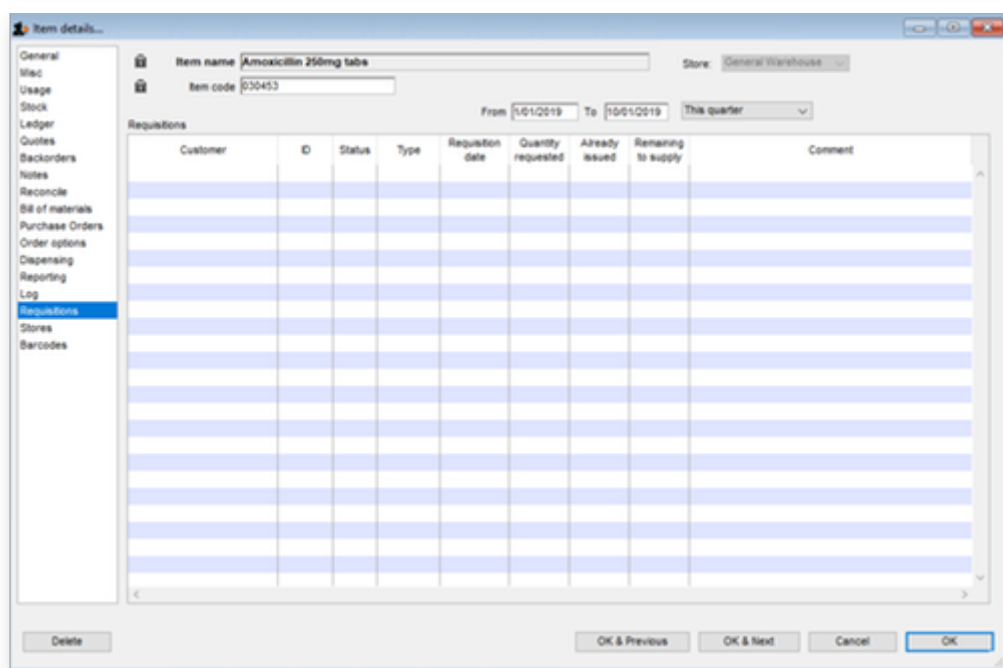 Item details...
General
Misc
Usage
Stock
Ledger
Quotes
Backorders
Notes
Reconcile
Bill of materials
Purchase Orders
Order options
Dispensing
Reporting
Log
Requisitions
Stores
Barcodes
Item name Amoxicillin 250mg tabs Store: General Warehouse
Item code 030453
From 1/01/2019 To 10/01/2019 This quarter
Requisitions
Customer ID Status Type Requisition date Quantity requested Already issued Remaining to supply Comment
Delete OK & Previous OK & Next Cancel OK